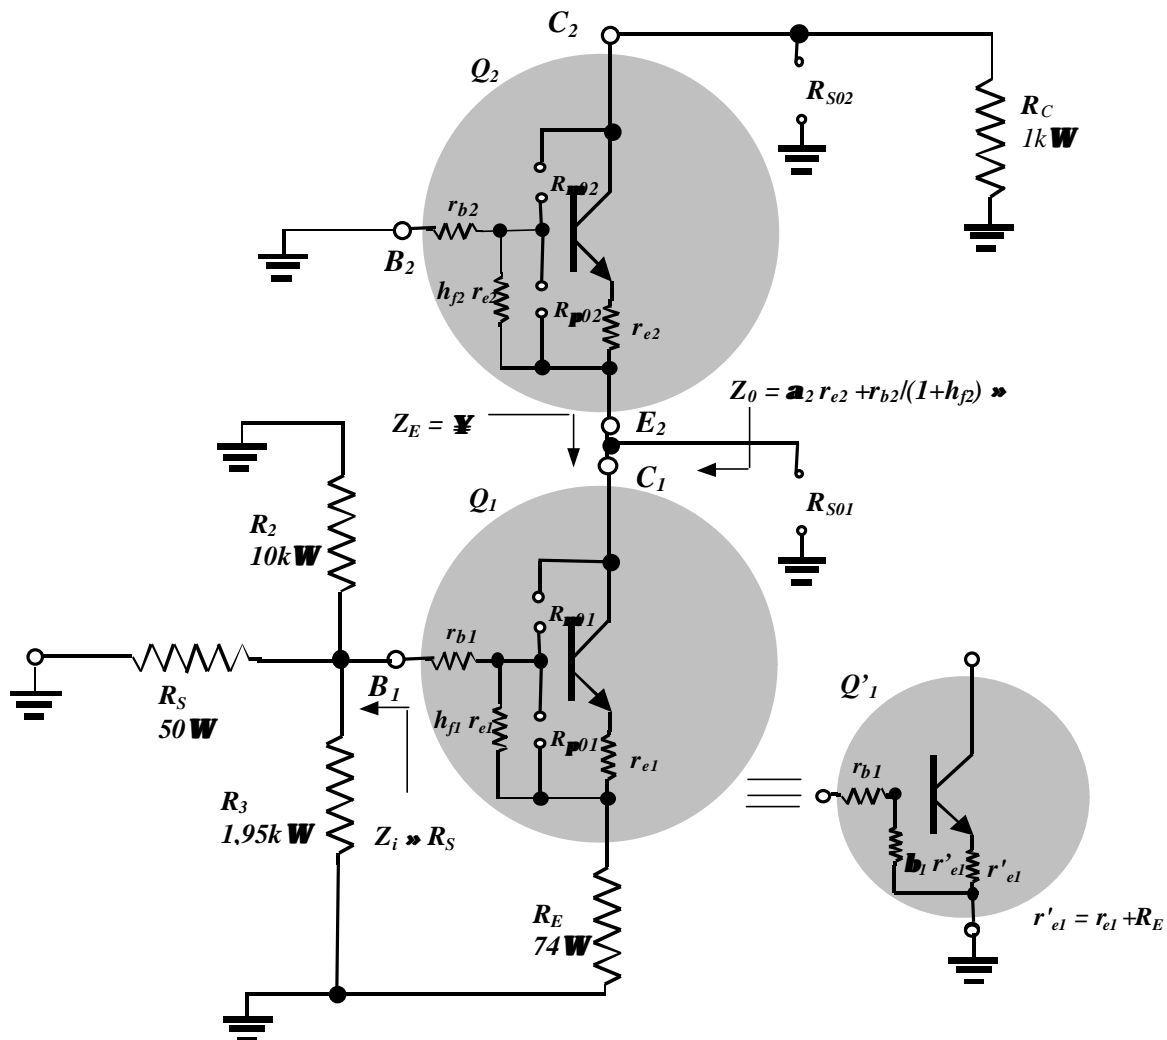 C2
Q2
RS02
RC
1kW
Rm02
rb2
B2
hf2 re2
Rp02
re2
Z0 = a2 re2 +rb2/(1+hf2) »
ZE = ¥
E2
C1
Q1
RS01
R2
10kW
Rm01
rb1
B1
RS
50W
hf1 re1
Rp01
re1
Q'1
rb1
R3
1,95kW
Zi » RS
b1 r'e1
r'e1
RE
74W
r'e1 = re1 +RE